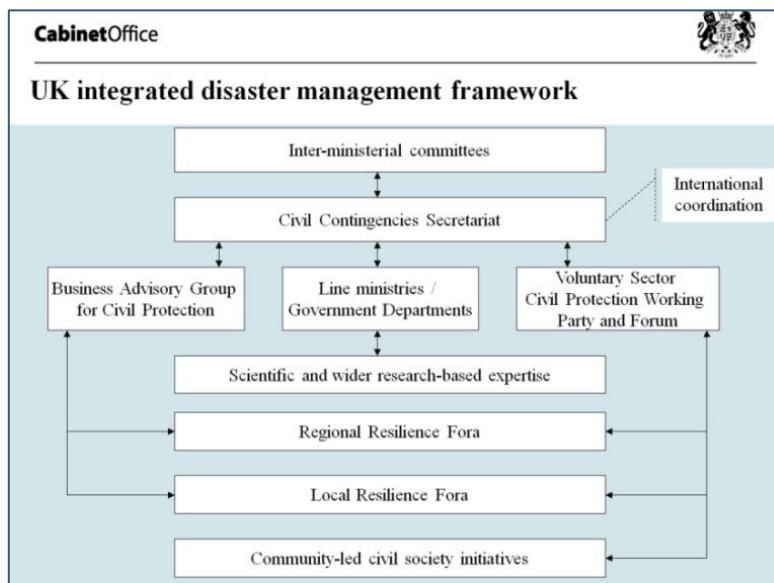 CabinetOffice
UK integrated disaster management framework
Inter-ministerial committees
International
coordination
Civil Contingencies Secretariat
Business Advisory Group
for Civil Protection
Line ministries /
Government Departments
Voluntary Sector
Civil Protection Working
Party and Forum
Scientific and wider research-based expertise
Regional Resilience Fora
Local Resilience Fora
Community-led civil society initiatives